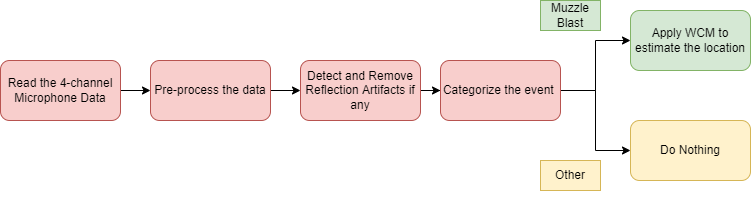 Read the 4-channel
Microphone Data
Pre-process the data
Detect and Remove
Reflection Artifacts if
any
Categorize the event
Muzzle
Blast
Apply WCM to
estimate the location
Other
Do Nothing